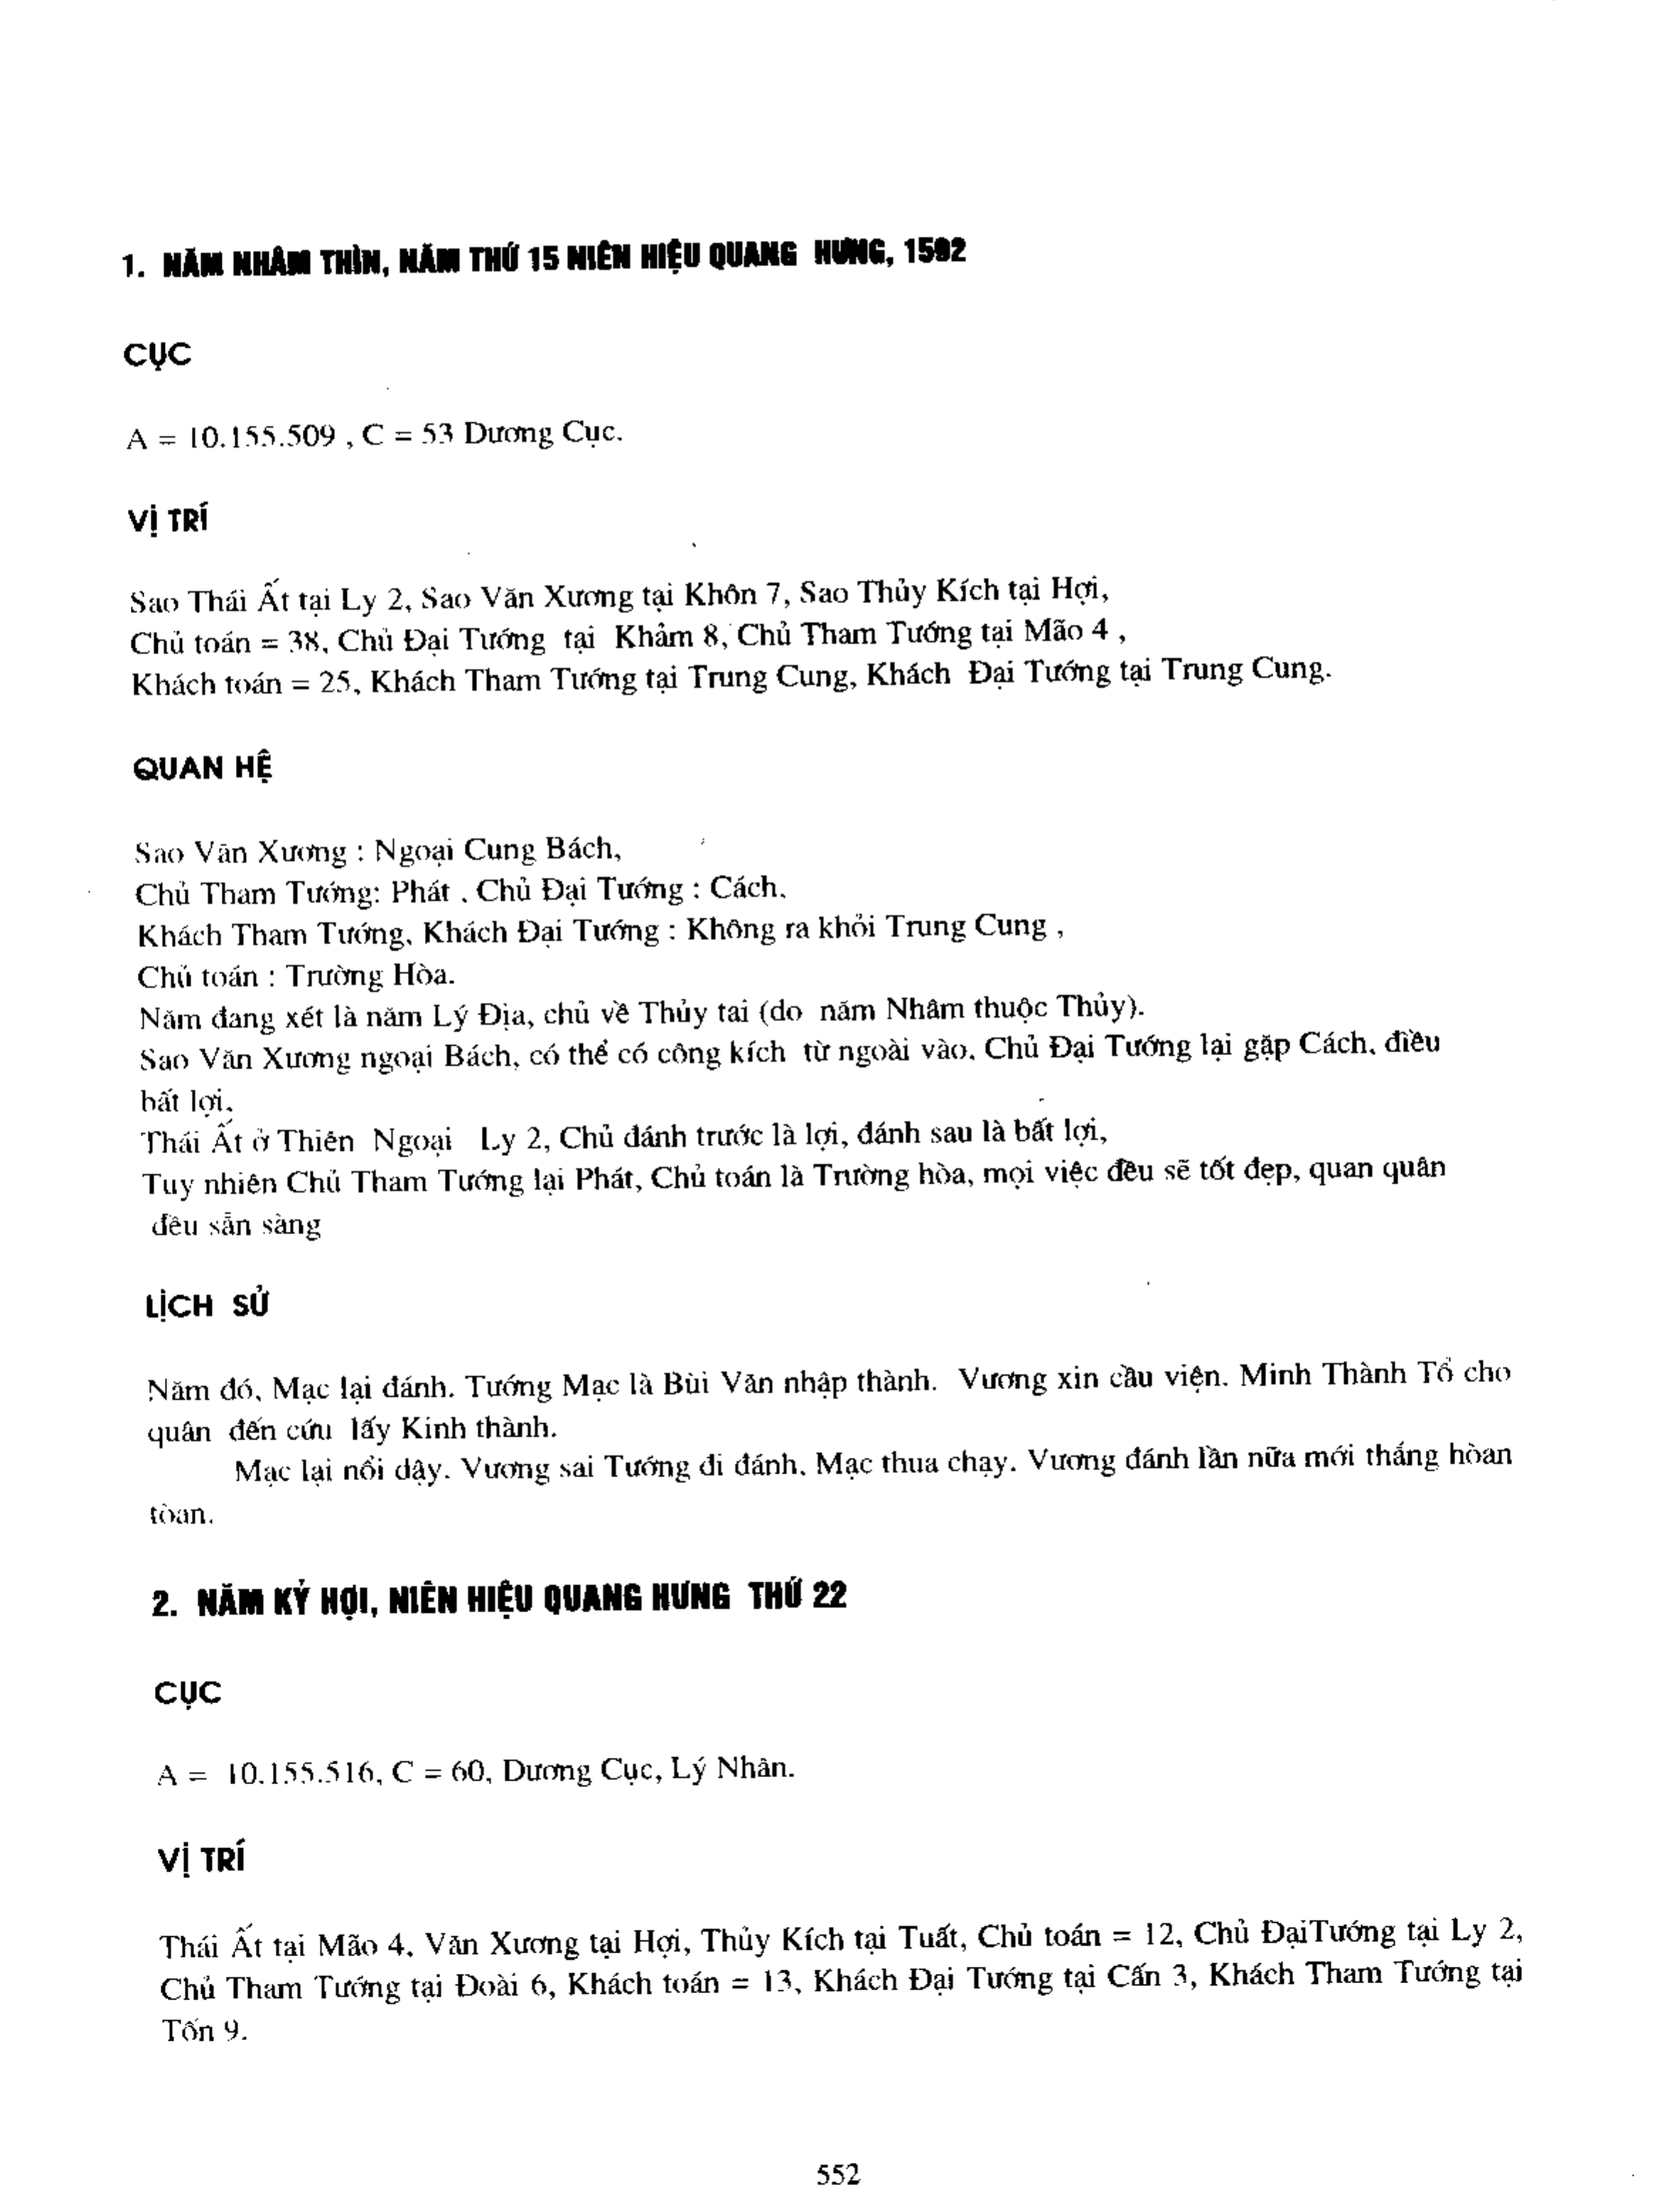 1. NĂM NHÂM THÌN, NĂM THỨ 15 NIÊN HIỆU QUANG HƯNG, 1592
CỤC
A = 10.155.509 , C = 53 Dương Cục.
VỊ TRÍ
Sao Thái Ất tại Ly 2, Sao Văn Xương tại Khôn 7, Sao Thủy Kích tại Hợi,
Chủ toán = 38, Chủ Đại Tướng tại Khảm 8, Chủ Tham Tướng tại Mão 4 ,
Khách toán = 25, Khách Tham Tướng tại Trung Cung, Khách Đại Tướng tại Trung Cung.
QUAN HỆ
Sao Văn Xương : Ngoại Cung Bách,
Chủ Tham Tướng: Phát . Chủ Đại Tướng : Cách.
Khách Tham Tướng, Khách Đại Tướng : Không ra khỏi Trung Cung ,
Chủ toán : Trường Hòa.
Năm đang xét là năm Lý Địa, chủ về Thủy tai (do năm Nhâm thuộc Thủy).
Sao Văn Xương ngoại Bách, có thể có công kích từ ngoài vào. Chủ Đại Tướng lại gặp Cách, điều
bất lợi.
Thái Ất ở Thiên Ngoại Ly 2, Chủ đánh trước là lợi, đánh sau là bất lợi,
Tuy nhiên Chủ Tham Tướng lại Phát, Chủ toán là Trường hòa, mọi việc đều sẽ tốt đẹp, quan quân
đều sẵn sàng
LỊCH SỬ
Năm đó, Mạc lại đánh. Tướng Mạc là Bùi Văn nhập thành. Vương xin cầu viện. Minh Thành Tổ cho
quân đến cứu lấy Kinh thành.
Mạc lại nổi dậy. Vương sai Tướng đi đánh. Mạc thua chạy. Vương đánh lần nữa mới thắng hòan
tòan.
2. NĂM KỶ HỢI, NIÊN HIỆU QUANG HƯNG THỨ 22
CỤC
A = 10.155.516, C = 60, Dương Cục, Lý Nhân.
VỊ TRÍ
Thái Ất tại Mão 4, Văn Xương tại Hợi, Thủy Kích tại Tuất, Chủ toán = 12, Chủ ĐạiTướng tại Ly 2,
Chủ Tham Tướng tại Đoài 6, Khách toán = 13, Khách Đại Tướng tại Cấn 3, Khách Tham Tướng tại
Tốn 9.
552